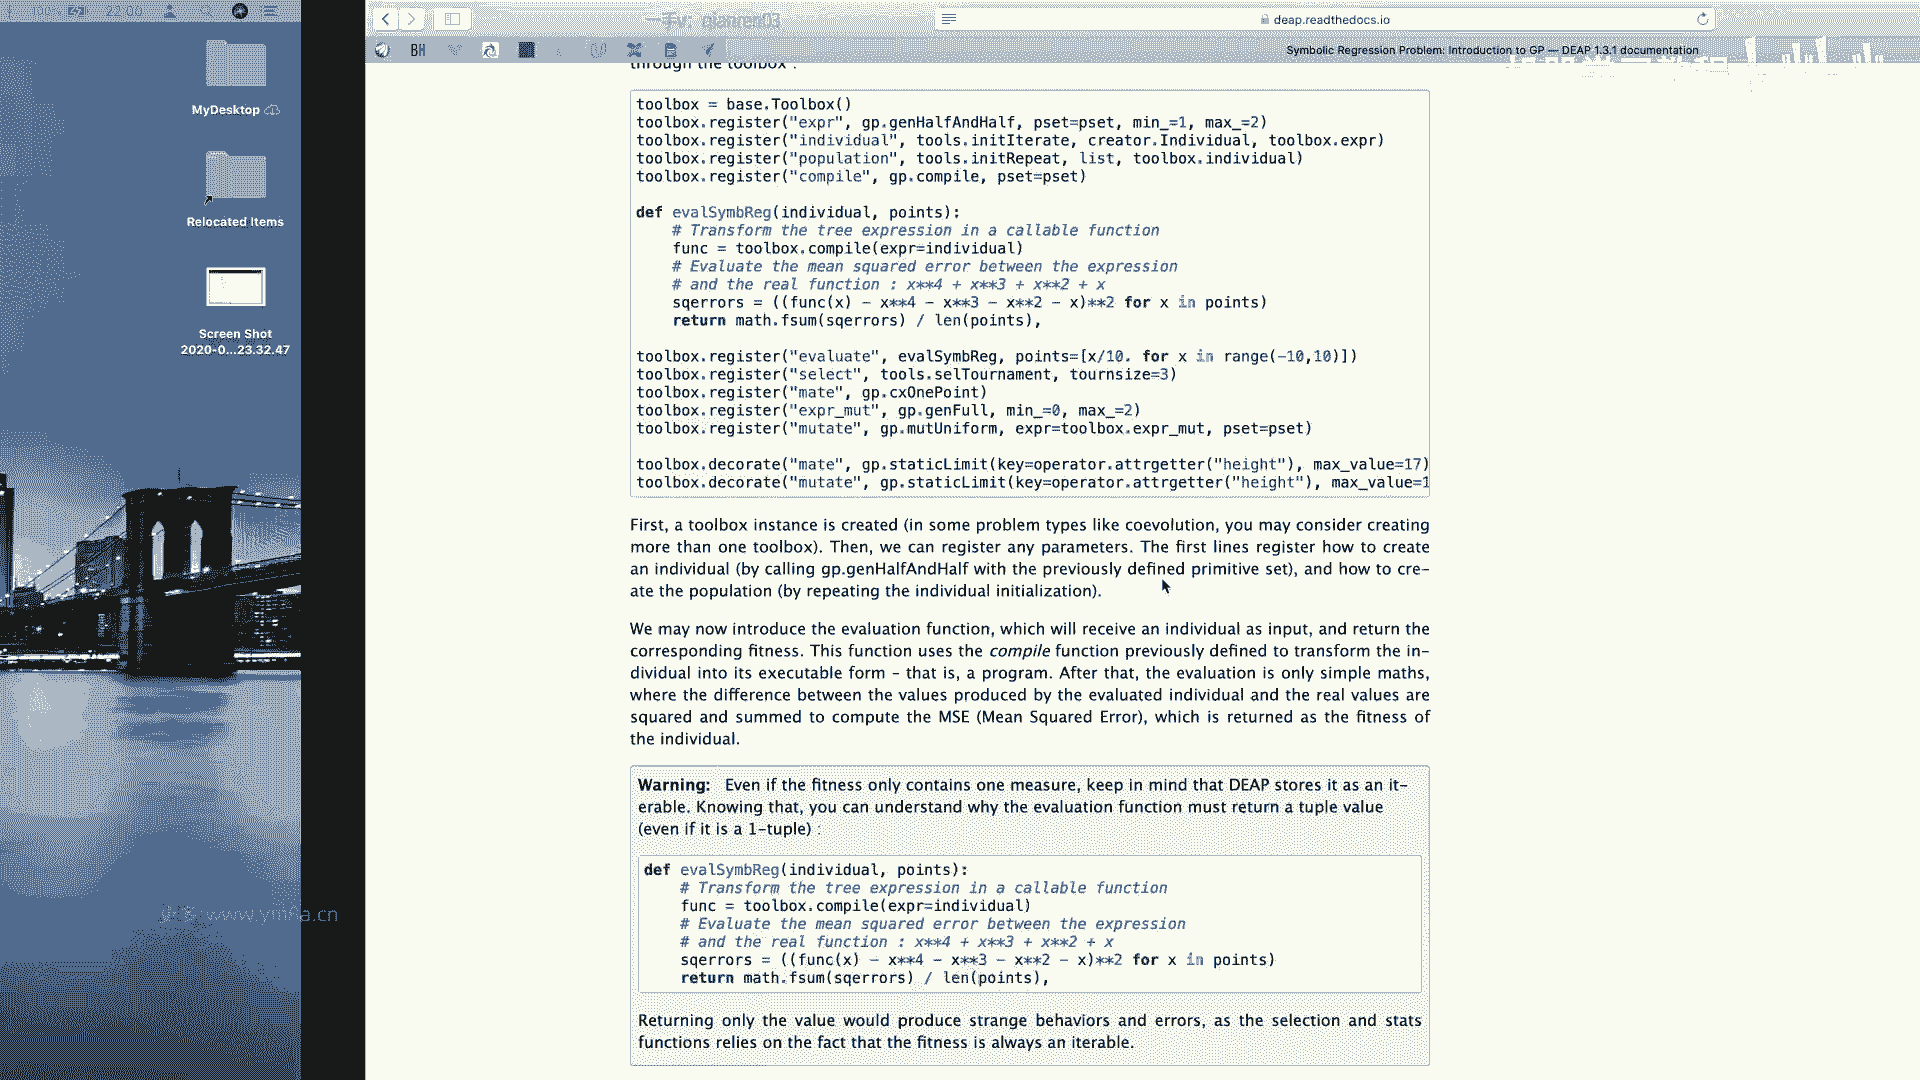 22:00
一手vx: qianren03
deap.readthedocs.io
BH
Symbolic Regression Problem: Introduction to GP — DEAP 1.3.1 documentation
MyDesktop
Relocated Items
Screen Shot
2020-0...23.32.47
www.ymha.cn
through the toolbox :
toolbox = base.Toolbox()
toolbox.register("expr", gp.genHalfAndHalf, pset=pset, min_=1, max_=2)
toolbox.register("individual", tools.initIterate, creator.Individual, toolbox.expr)
toolbox.register("population", tools.initRepeat, list, toolbox.individual)
toolbox.register("compile", gp.compile, pset=pset)
def evalSymbReg(individual, points):
# Transform the tree expression in a callable function
func = toolbox.compile(expr=individual)
# Evaluate the mean squared error between the expression
# and the real function : x**4 + x**3 + x**2 + x
sqerrors = ((func(x) - x**4 - x**3 - x**2 - x)**2 for x in points)
return math.fsum(sqerrors) / len(points),
toolbox.register("evaluate", evalSymbReg, points=[x/10. for x in range(-10,10)])
toolbox.register("select", tools.selTournament, tournsize=3)
toolbox.register("mate", gp.cxOnePoint)
toolbox.register("expr_mut", gp.genFull, min_=0, max_=2)
toolbox.register("mutate", gp.mutUniform, expr=toolbox.expr_mut, pset=pset)
toolbox.decorate("mate", gp.staticLimit(key=operator.attrgetter("height"), max_value=17)
toolbox.decorate("mutate", gp.staticLimit(key=operator.attrgetter("height"), max_value=1
First, a toolbox instance is created (in some problem types like coevolution, you may consider creating
more than one toolbox). Then, we can register any parameters. The first lines register how to create
an individual (by calling gp.genHalfAndHalf with the previously defined primitive set), and how to cre-
ate the population (by repeating the individual initialization).
We may now introduce the evaluation function, which will receive an individual as input, and return the
corresponding fitness. This function uses the compile function previously defined to transform the in-
dividual into its executable form – that is, a program. After that, the evaluation is only simple maths,
where the difference between the values produced by the evaluated individual and the real values are
squared and summed to compute the MSE (Mean Squared Error), which is returned as the fitness of
the individual.
Warning: Even if the fitness only contains one measure, keep in mind that DEAP stores it as an it-
erable. Knowing that, you can understand why the evaluation function must return a tuple value
(even if it is a 1-tuple) :
def evalSymbReg(individual, points):
# Transform the tree expression in a callable function
func = toolbox.compile(expr=individual)
# Evaluate the mean squared error between the expression
# and the real function : x**4 + x**3 + x**2 + x
sqerrors = ((func(x) - x**4 - x**3 - x**2 - x)**2 for x in points)
return math.fsum(sqerrors) / len(points),
Returning only the value would produce strange behaviors and errors, as the selection and stats
functions relies on the fact that the fitness is always an iterable.